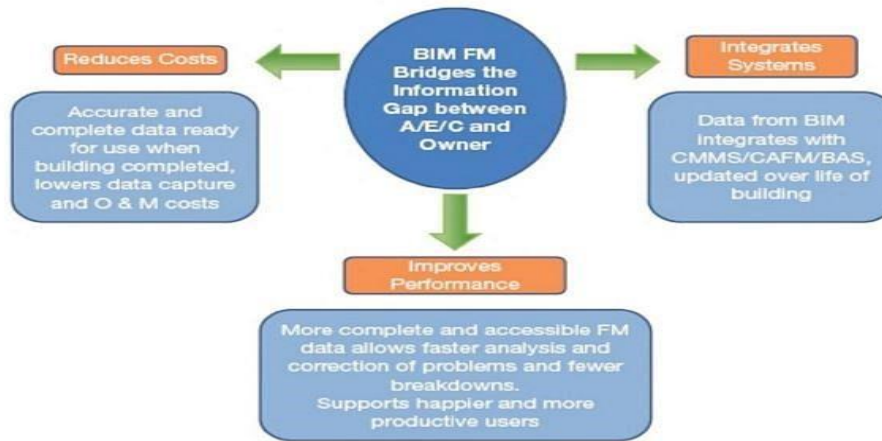 BIM FM
Bridges the
Information
Gap between
A/E/C and
Owner
Reduces Costs
Accurate and
complete data ready
for use when
building completed,
lowers data capture
and O & M costs
Integrates
Systems
Data from BIM
integrates with
CMMS/CAFM/BAS,
updated over life of
building
Improves
Performance
More complete and accessible FM
data allows faster analysis and
correction of problems and fewer
breakdowns.
Supports happier and more
productive users